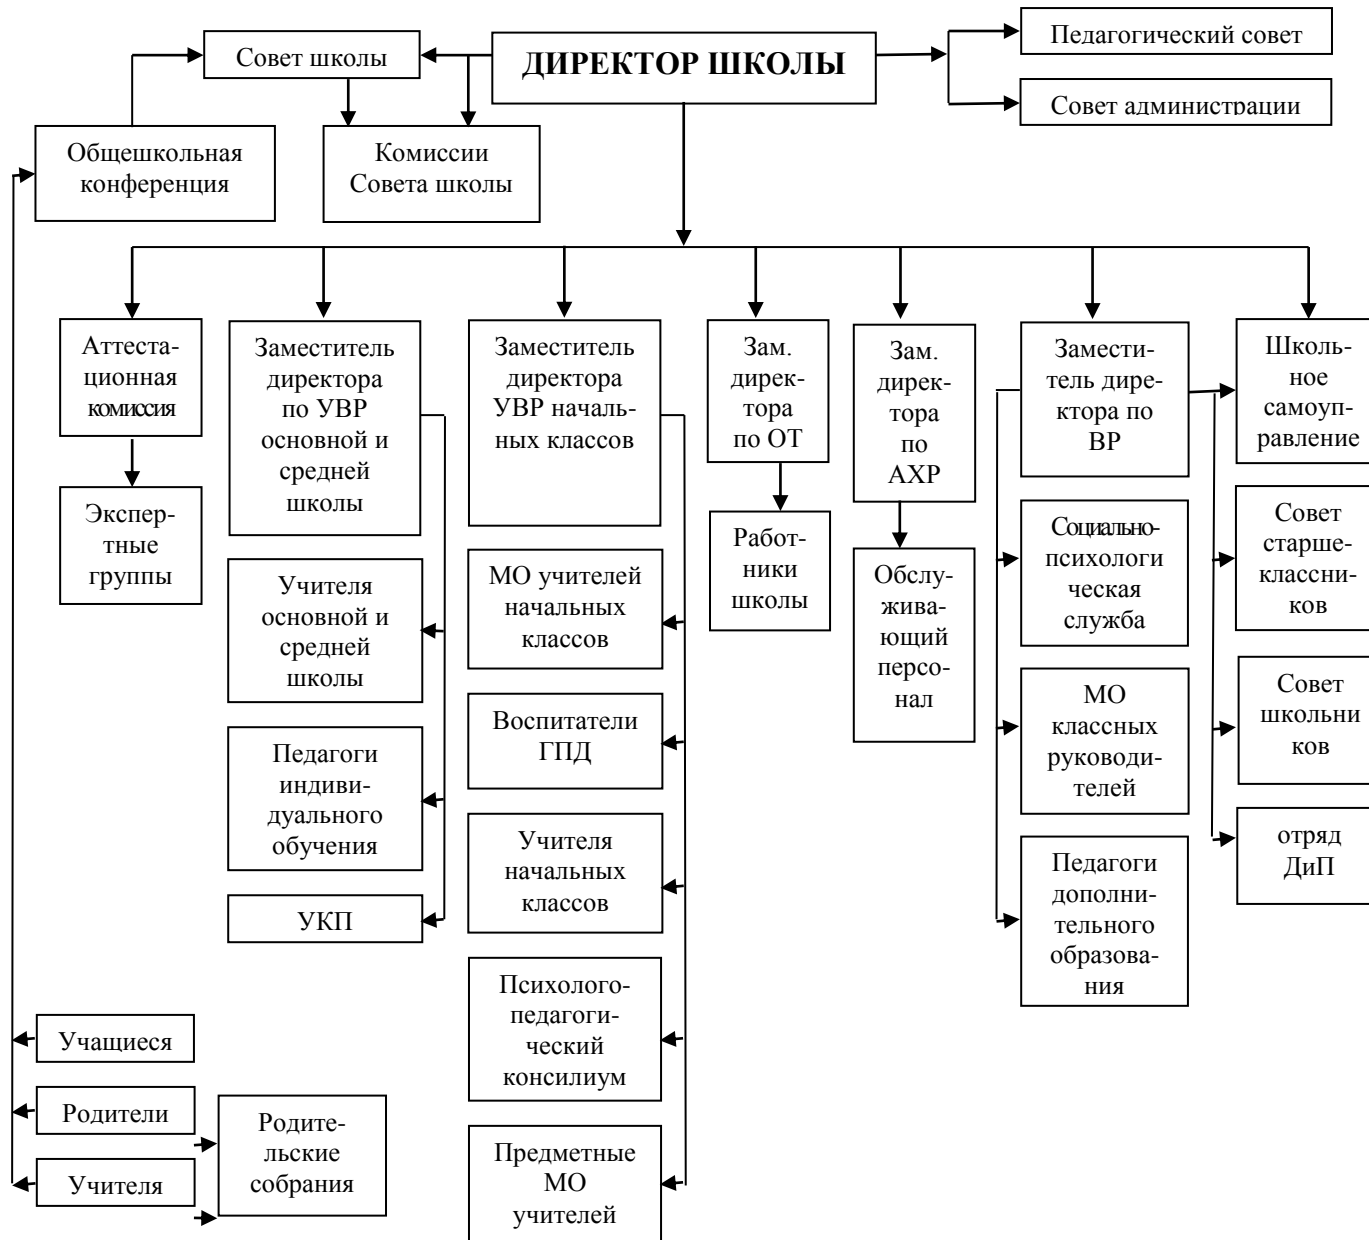 Совет школы
ДИРЕКТОР ШКОЛЫ
Педагогический совет
Совет администрации
Общешкольная
конференция
Комиссии
Совета школы
Аттеста-
ционная
комиссия
Заместитель
директора
по УВР
основной и
средней
школы
Заместитель
директора
УВР началь-
ных классов
Зам.
дирек-
тора
по ОТ
Зам.
дирек-
тора
по
АХР
Замести-
тель дире-
ктора по
ВР
Школь-
ное
самоуп-
равление
Экспер-
тные
группы
Учителя
основной и
средней
школы
Педагоги
индиви-
дуального
обучения
УКП
МО учителей
начальных
классов
Воспитатели
ГПД
Учителя
начальных
классов
Психолого-
педагоги-
ческий
консилиум
Предметные
МО
учителей
Работ-
ники
школы
Обслу-
живa-
ющий
персо-
нал
Социально-
психологи
ческая
служба
МО
классных
руководи-
телей
Педагоги
дополни-
тельного
образова-
ния
Совет
старше-
классни-
ков
Совет
школьни
ков
отряд
ДиП
Учащиеся
Родители
Учителя
Родите-
льские
собрания